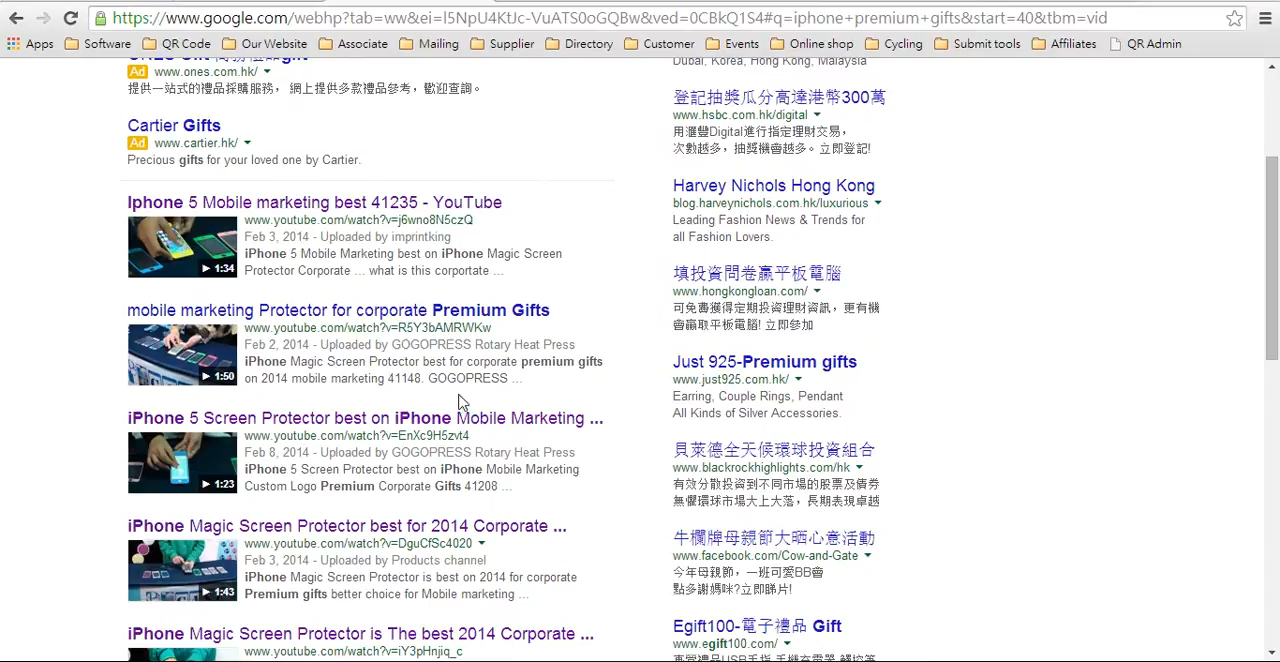 https://www.google.com/webhp?tab=ww&ei=l5NpU4KtJc-VuATS0oGQBw&ved=0CBkQ1S4#q=iphone+premium+gifts&start=40&tbm=vid
Apps Software QR Code Our Website Associate Mailing Supplier Directory Customer Events Online shop Cycling Submit tools Affiliates QR Admin
Ad www.ones.com.hk/
提供一站式的禮品採購服務， 網上提供多款禮品參考，歡迎查詢。
Cartier Gifts
Ad www.cartier.hk/
Precious gifts for your loved one by Cartier.
Iphone 5 Mobile marketing best 41235 - YouTube
www.youtube.com/watch?v=j6wno8N5czQ
Feb 3, 2014 - Uploaded by imprintking
iPhone 5 Mobile Marketing best on iPhone Magic Screen
Protector Corporate ... what is this corportate ...
1:34
mobile marketing Protector for corporate Premium Gifts
www.youtube.com/watch?v=R5Y3bAMRWKw
Feb 2, 2014 - Uploaded by GOGOPRESS Rotary Heat Press
iPhone Magic Screen Protector best for corporate premium gifts
on 2014 mobile marketing 41148. GOGOPRESS ...
1:50
iPhone 5 Screen Protector best on iPhone Mobile Marketing ...
www.youtube.com/watch?v=EnXc9H5zvt4
Feb 8, 2014 - Uploaded by GOGOPRESS Rotary Heat Press
iPhone 5 Screen Protector best on iPhone Mobile Marketing
Custom Logo Premium Corporate Gifts 41208 ...
1:23
iPhone Magic Screen Protector best for 2014 Corporate ...
www.youtube.com/watch?v=DguCfSc4020
Feb 3, 2014 - Uploaded by Products channel
iPhone Magic Screen Protector is best on 2014 for corporate
Premium gifts better choice for Mobile marketing ...
1:43
iPhone Magic Screen Protector is The best 2014 Corporate ...
www.youtube.com/watch?v=iY3pHnjiq_c
Dubai, Korea, Hong Kong, Malaysia
登記抽獎瓜分高達港幣300萬
www.hsbc.com.hk/digital
用滙豐Digital進行指定理財交易，
次數越多，抽獎機會越多。立即登記!
Harvey Nichols Hong Kong
blog.harveynichols.com.hk/luxurious
Leading Fashion News & Trends for
all Fashion Lovers.
填投資問卷贏平板電腦
www.hongkongloan.com/
可免費獲得定期投資理財資訊，更有機
會贏取平板電腦! 立即參加
Just 925-Premium gifts
www.just925.com.hk/
Earring, Couple Rings, Pendant
All Kinds of Silver Accessories.
貝萊德全天候環球投資組合
www.blackrockhighlights.com/hk
有效分散投資到不同市場的股票及債券
無懼環球市場大上大落，長期表現卓越
牛欄牌母親節大晒心意活動
www.facebook.com/Cow-and-Gate
今年母親節，一班可愛BB會
點多謝媽咪?立即睇片!
Egift100-電子禮品 Gift
www.egift100.com/